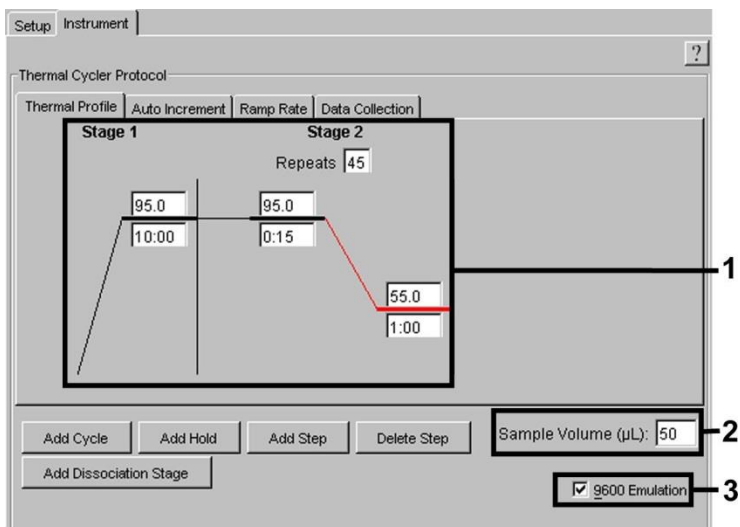 Setup Instrument
?
Thermal Cycler Protocol
Thermal Profile Auto Increment Ramp Rate Data Collection
Stage 1 Stage 2
Repeats 45
95.0 95.0
10:00 0:15
55.0
1:00
1
Add Cycle Add Hold Add Step Delete Step Sample Volume (µL): 50 2
Add Dissociation Stage
9600 Emulation 3